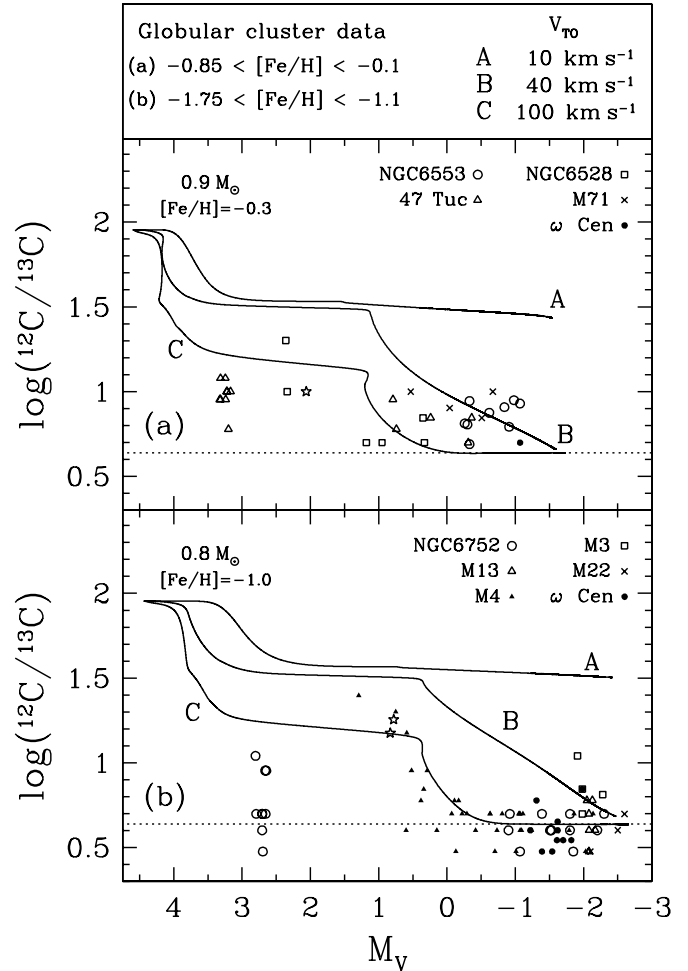 Globular cluster data
(a) −0.85 < [Fe/H] < −0.1
(b) −1.75 < [Fe/H] < −1.1
V_TO
A 10 km s⁻¹
B 40 km s⁻¹
C 100 km s⁻¹
0.9 M⊙
[Fe/H]=−0.3
NGC6553 ○ NGC6528 □
47 Tuc △ M71 ×
ω Cen ●
log(¹²C/¹³C)
2
1.5
1
0.5
A
B
C
(a)
0.8 M⊙
[Fe/H]=−1.0
NGC6752 ○ M3 □
M13 △ M22 ×
M4 ▲ ω Cen ●
log(¹²C/¹³C)
2
1.5
1
0.5
A
B
C
(b)
4 3 2 1 0 −1 −2 −3
M_V